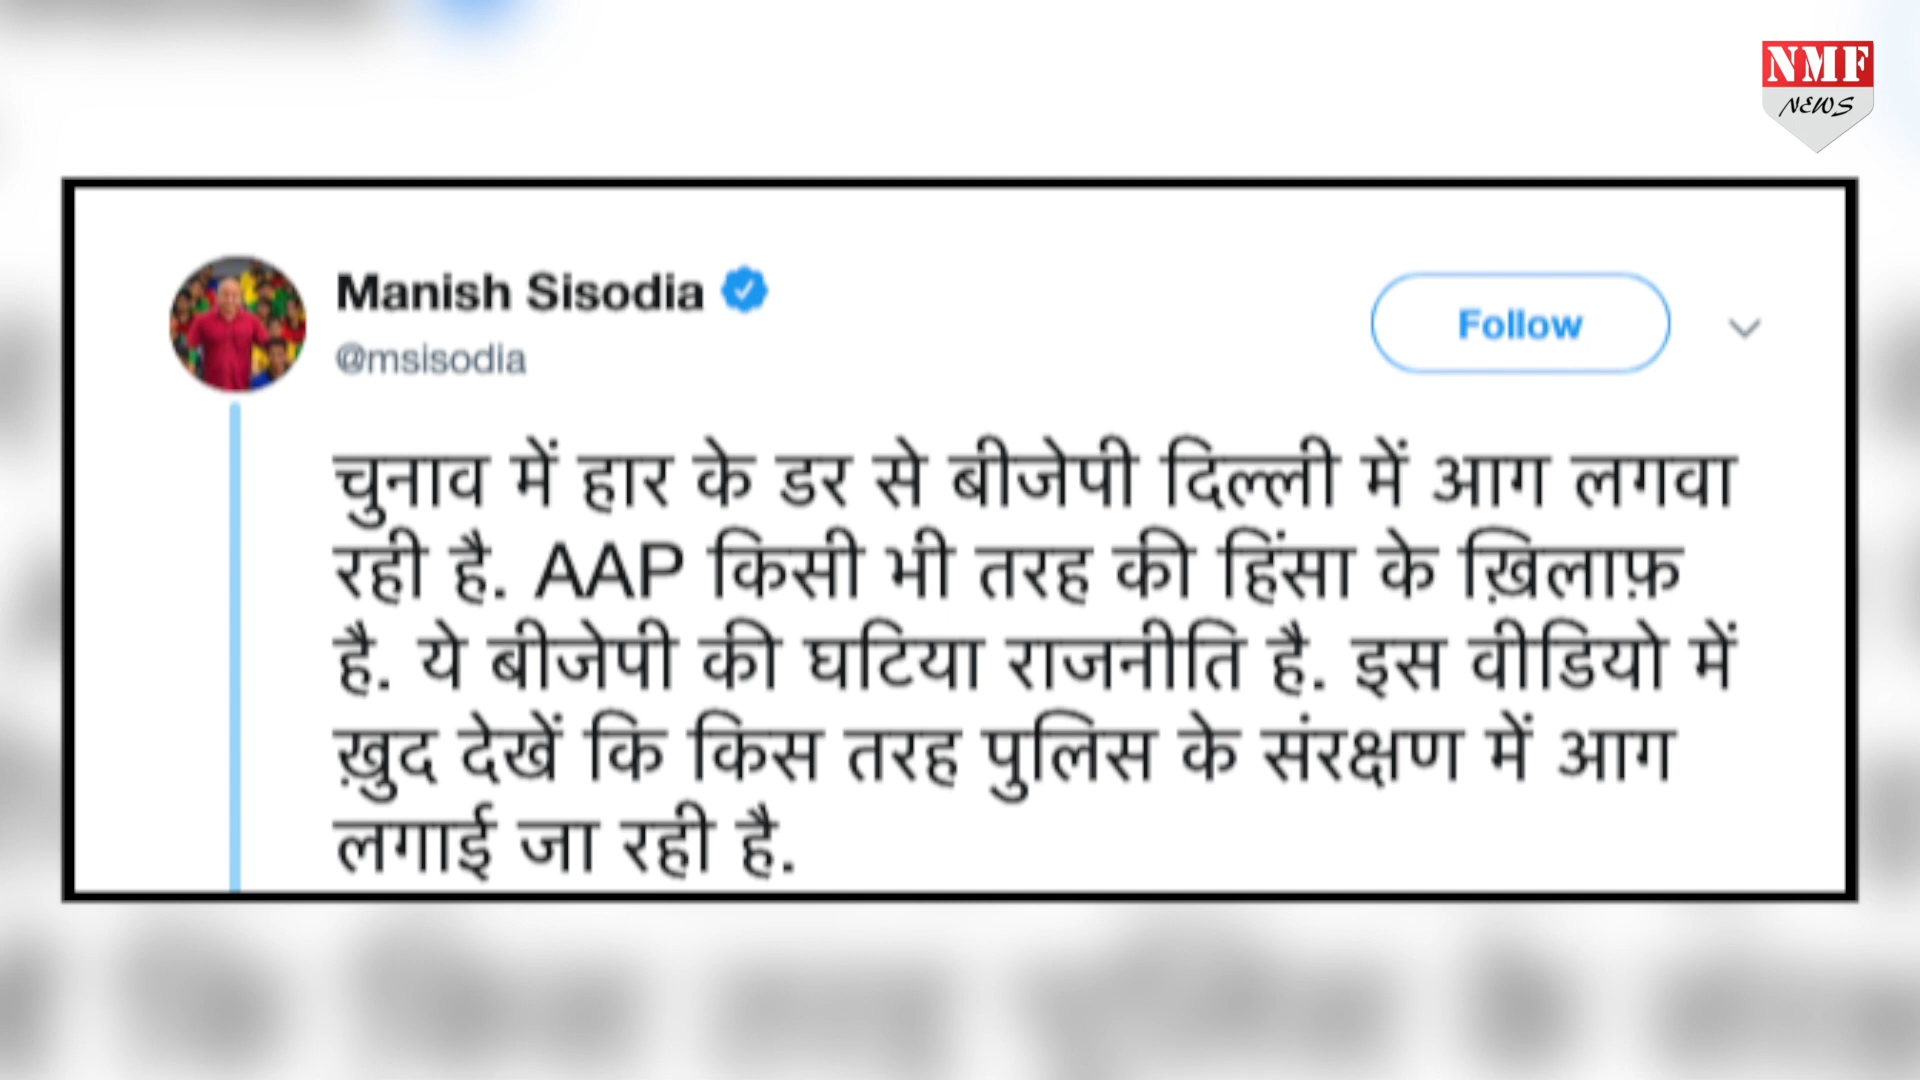 NMF
NEWS
Manish Sisodia
@msisodia
Follow
चुनाव में हार के डर से बीजेपी दिल्ली में आग लगवा
रही है. AAP किसी भी तरह की हिंसा के ख़िलाफ़
है. ये बीजेपी की घटिया राजनीति है. इस वीडियो में
ख़ुद देखें कि किस तरह पुलिस के संरक्षण में आग
लगाई जा रही है.